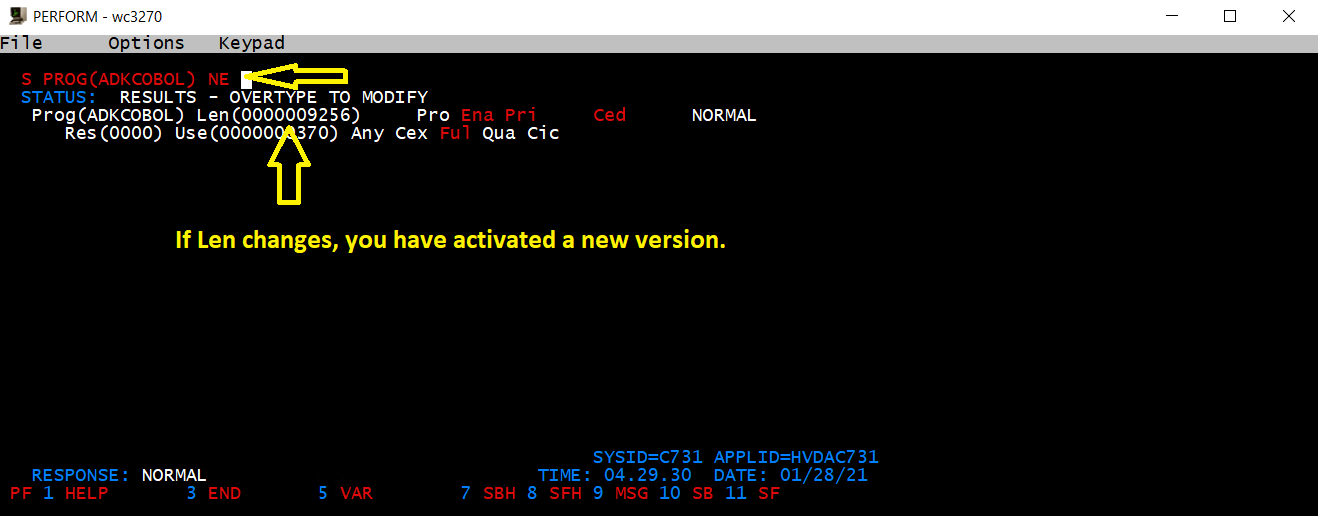 PERFORM - wc3270
File Options Keypad
S PROG(ADKCOBOL) NE
STATUS: RESULTS - OVERTYPE TO MODIFY
Prog(ADKCOBOL) Len(0000009256) Pro Ena Pri Ced NORMAL
Res(0000) Use(0000000370) Any Cex Ful Qua Cic
If Len changes, you have activated a new version.
SYSID=C731 APPLID=HVDAC731
RESPONSE: NORMAL TIME: 04.29.30 DATE: 01/28/21
PF 1 HELP 3 END 5 VAR 7 SBH 8 SFH 9 MSG 10 SB 11 SF